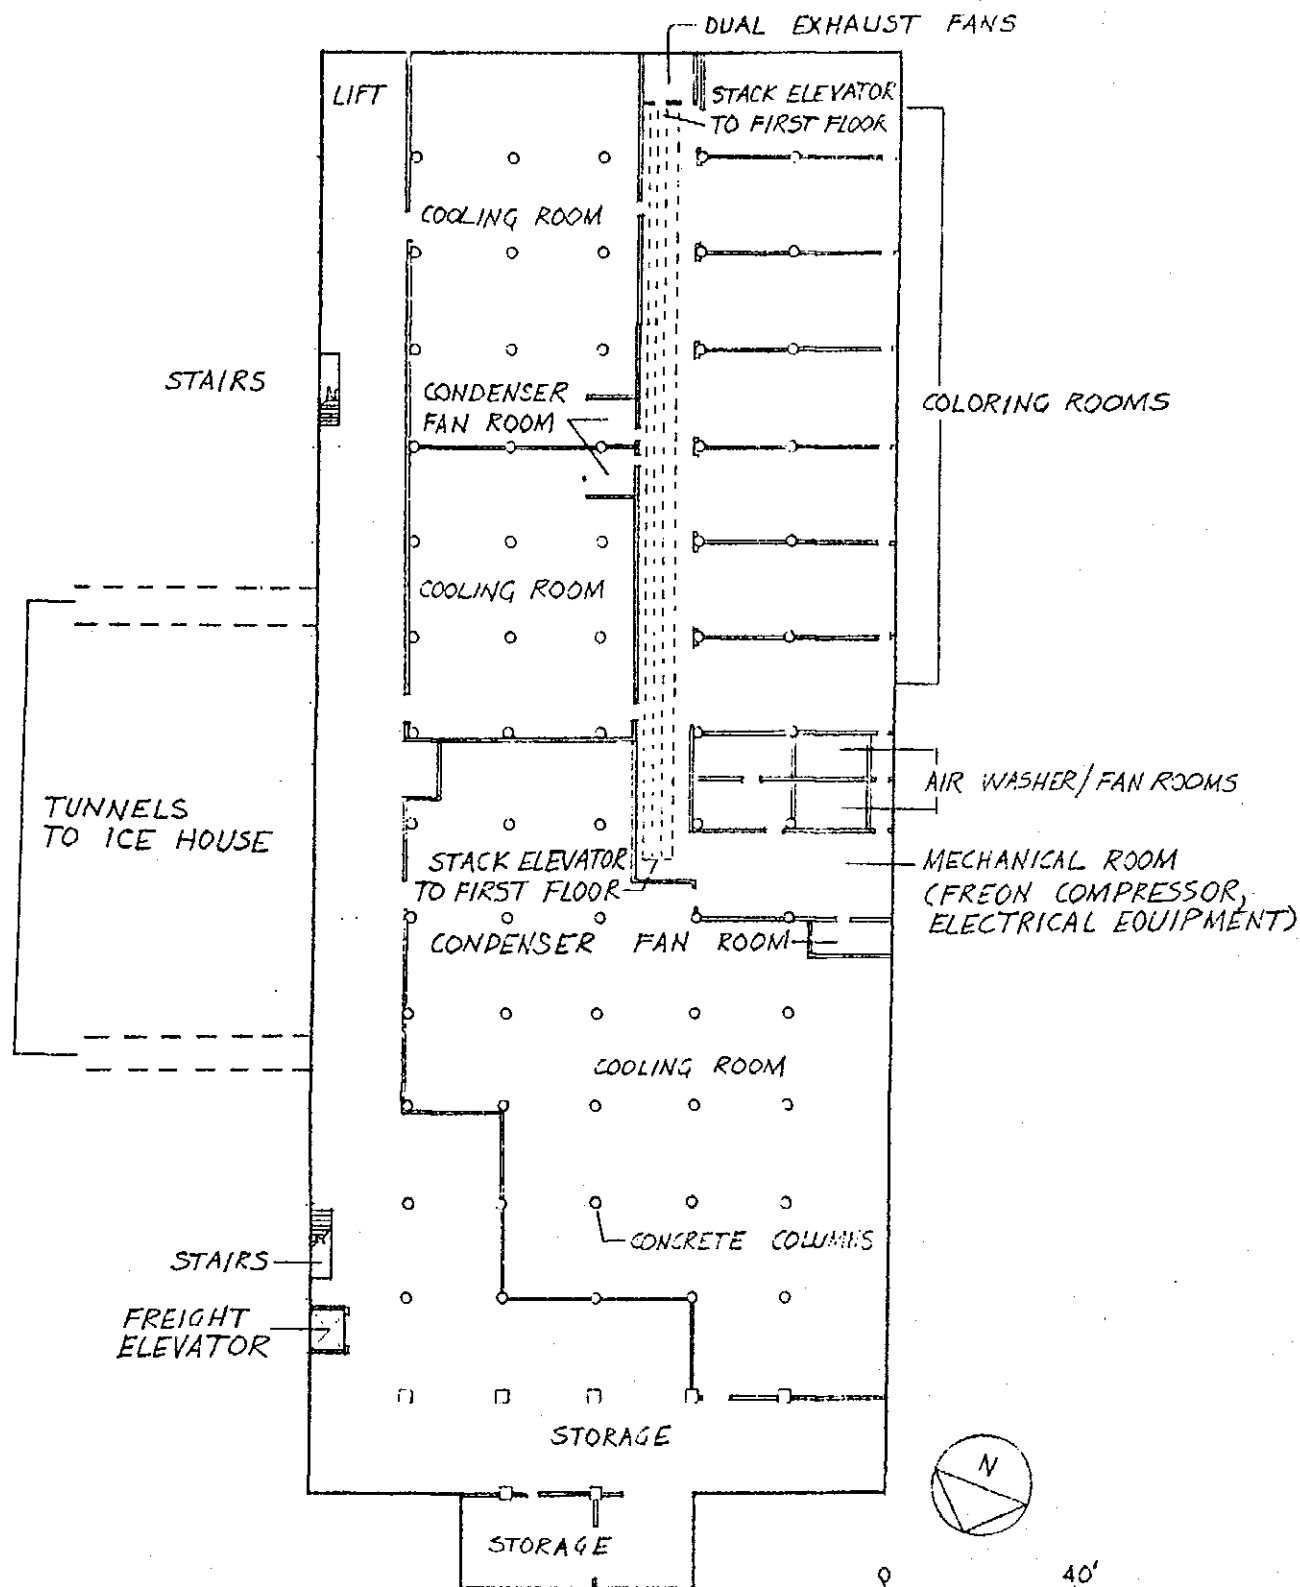 DUAL EXHAUST FANS
LIFT
STACK ELEVATOR
TO FIRST FLOOR
COOLING ROOM
STAIRS
CONDENSER
FAN ROOM
COLORING ROOMS
COOLING ROOM
TUNNELS
TO ICE HOUSE
AIR WASHER/FAN ROOMS
STACK ELEVATOR
TO FIRST FLOOR
MECHANICAL ROOM
(FREON COMPRESSOR,
ELECTRICAL EQUIPMENT)
CONDENSER FAN ROOM
COOLING ROOM
CONCRETE COLUMNS
STAIRS
FREIGHT
ELEVATOR
STORAGE
N
STORAGE
0 40'